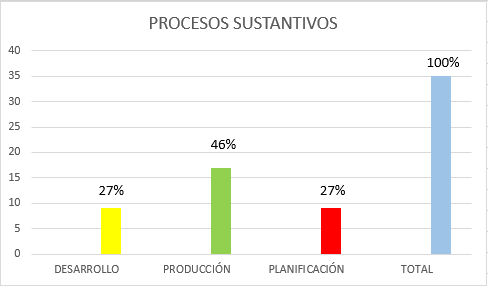 PROCESOS SUSTANTIVOS
40
35
30
25
20
15
10
5
0
27%
46%
27%
100%
DESARROLLO
PRODUCCIÓN
PLANIFICACIÓN
TOTAL